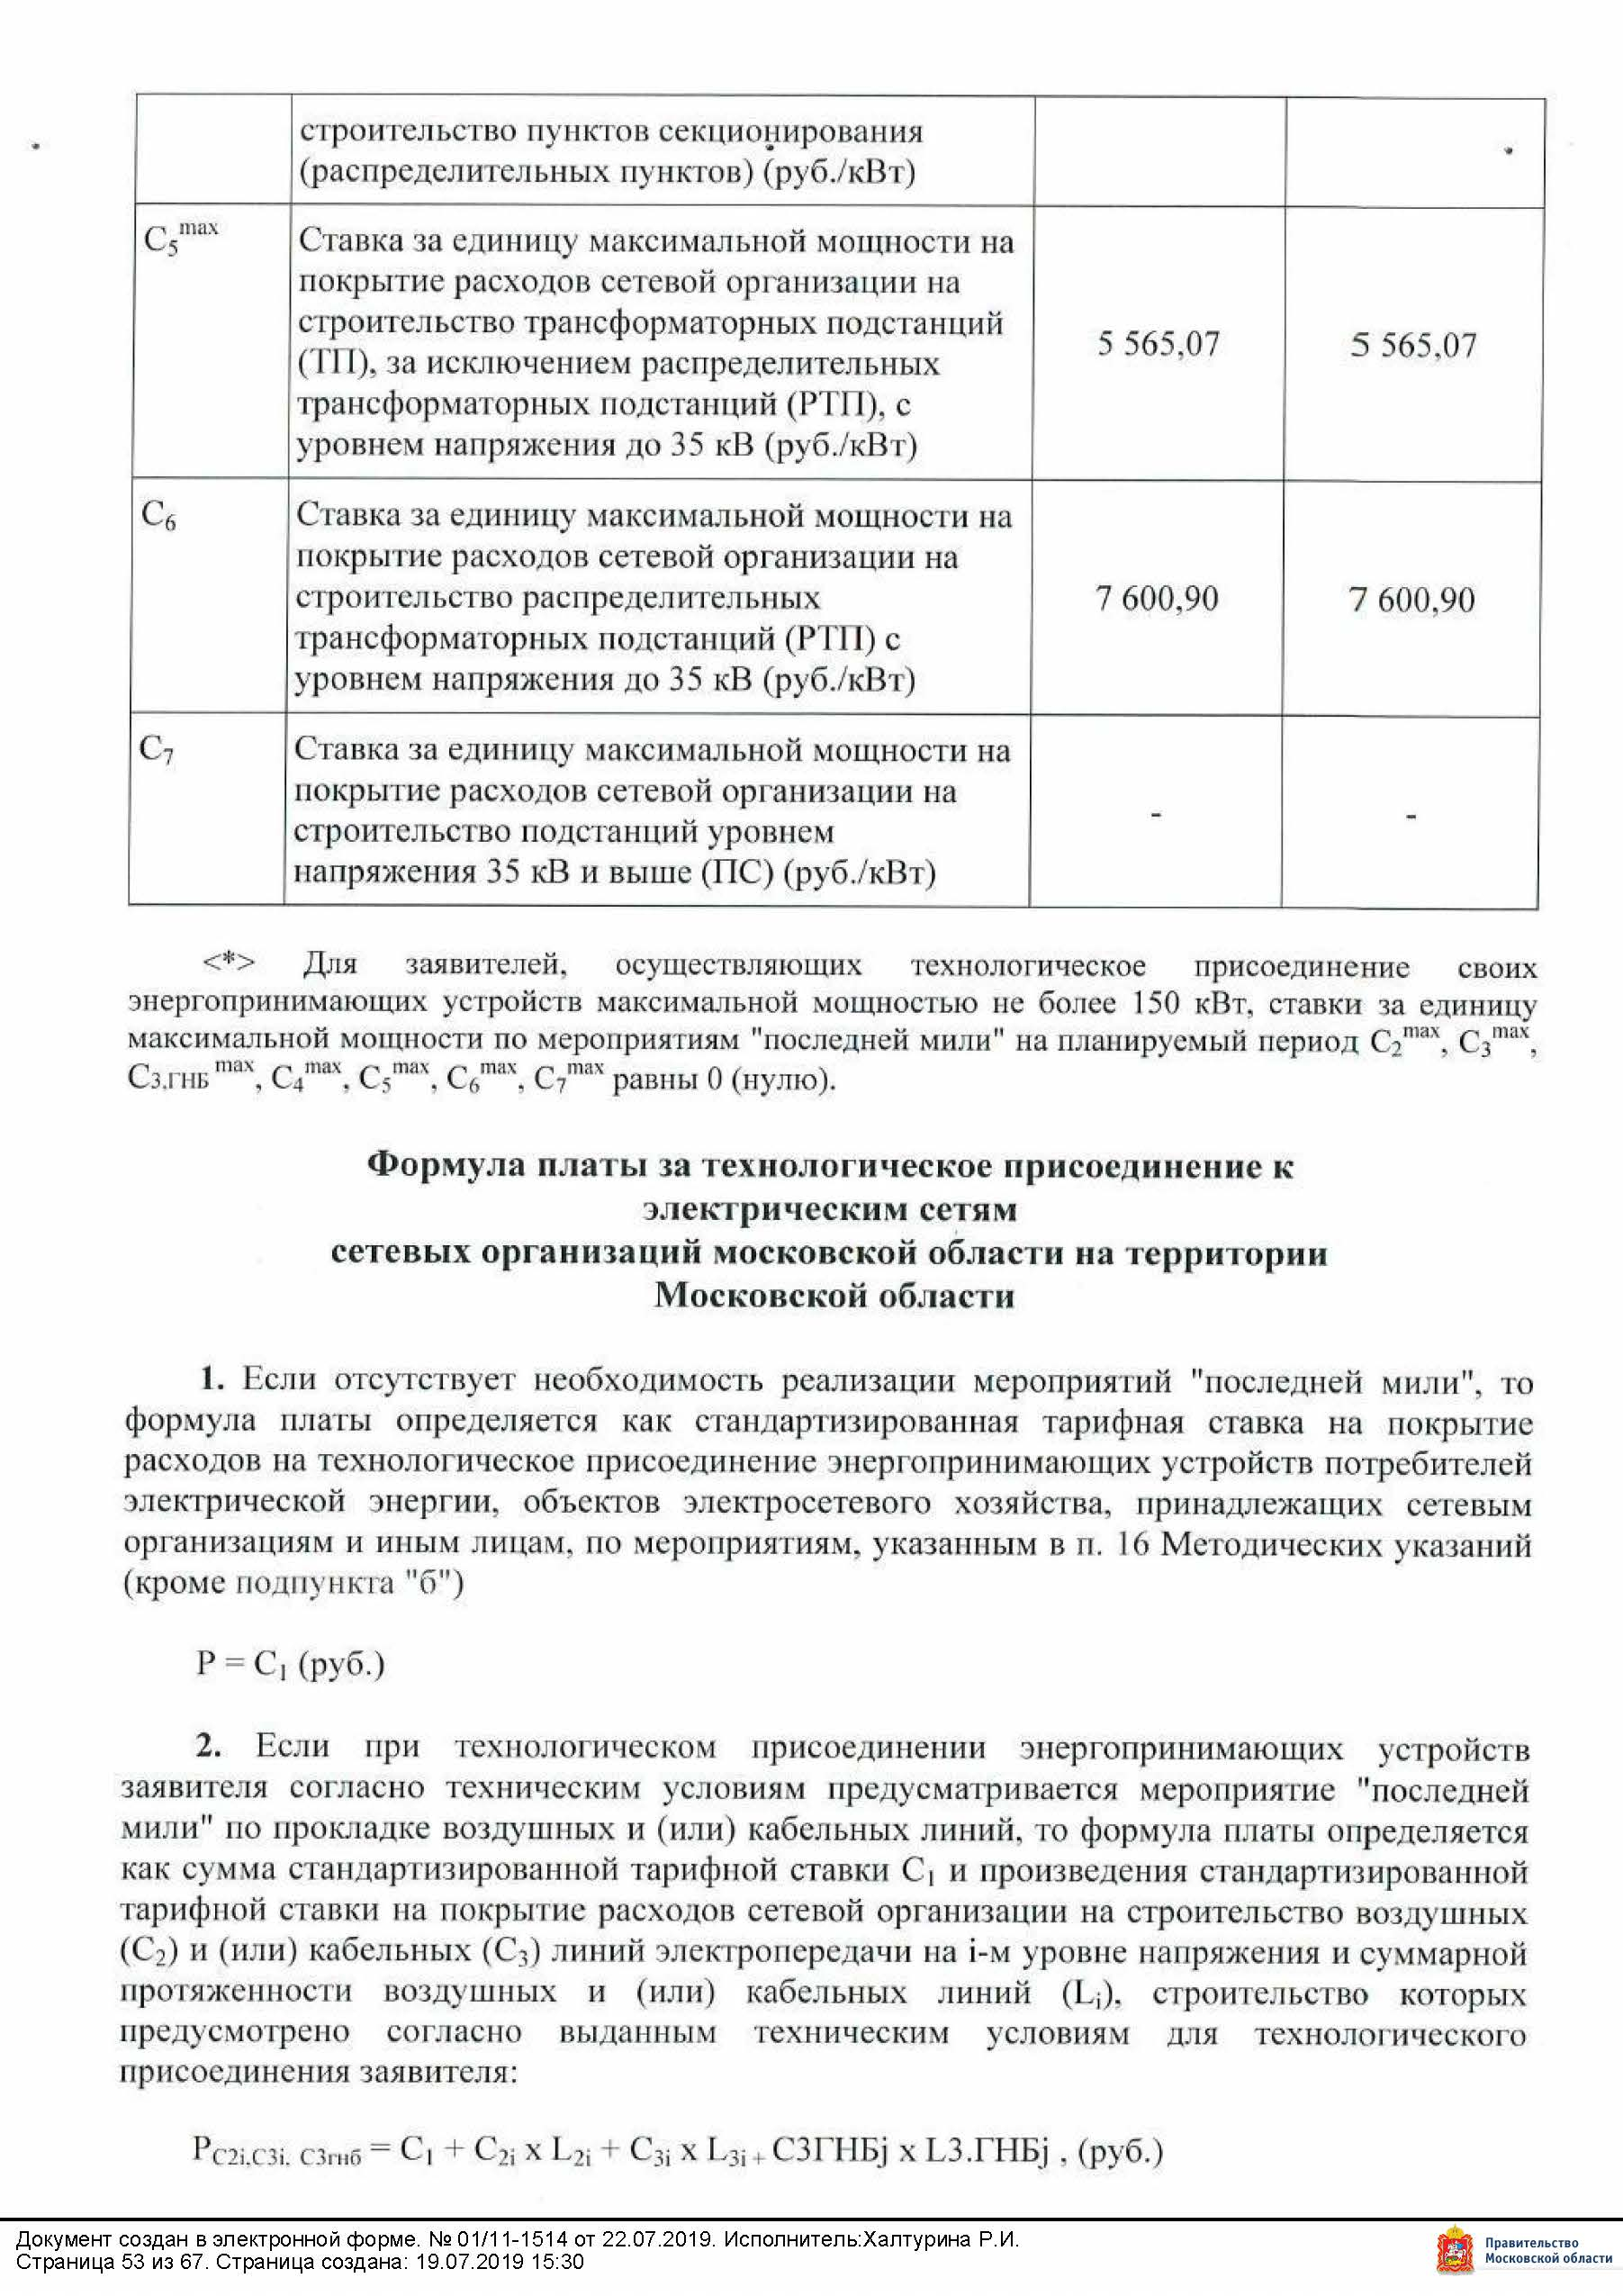 строительство пунктов секционирования
(распределительных пунктов) (руб./кВт)
C5 max
Ставка за единицу максимальной мощности на
покрытие расходов сетевой организации на
строительство трансформаторных подстанций
(ТП), за исключением распределительных
трансформаторных подстанций (РТП), с
уровнем напряжения до 35 кВ (руб./кВт)
5 565,07
5 565,07
C6
Ставка за единицу максимальной мощности на
покрытие расходов сетевой организации на
строительство распределительных
трансформаторных подстанций (РТП) с
уровнем напряжения до 35 кВ (руб./кВт)
7 600,90
7 600,90
C7
Ставка за единицу максимальной мощности на
покрытие расходов сетевой организации на
строительство подстанций уровнем
напряжения 35 кВ и выше (ПС) (руб./кВт)
-
-
<*> Для заявителей, осуществляющих технологическое присоединение своих
энергопринимающих устройств максимальной мощностью не более 150 кВт, ставки за единицу
максимальной мощности по мероприятиям "последней мили" на планируемый период C2 max, C3 max,
C3.ГНБ max, C4 max, C5 max, C6 max, C7 max равны 0 (нулю).
Формула платы за технологическое присоединение к
электрическим сетям
сетевых организаций московской области на территории
Московской области
1. Если отсутствует необходимость реализации мероприятий "последней мили", то
формула платы определяется как стандартизированная тарифная ставка на покрытие
расходов на технологическое присоединение энергопринимающих устройств потребителей
электрической энергии, объектов электросетевого хозяйства, принадлежащих сетевым
организациям и иным лицам, по мероприятиям, указанным в п. 16 Методических указаний
(кроме подпункта "б")
P = C1 (руб.)
2. Если при технологическом присоединении энергопринимающих устройств
заявителя согласно техническим условиям предусматривается мероприятие "последней
мили" по прокладке воздушных и (или) кабельных линий, то формула платы определяется
как сумма стандартизированной тарифной ставки C1 и произведения стандартизированной
тарифной ставки на покрытие расходов сетевой организации на строительство воздушных
(C2) и (или) кабельных (C3) линий электропередачи на i-м уровне напряжения и суммарной
протяженности воздушных и (или) кабельных линий (Li), строительство которых
предусмотрено согласно выданным техническим условиям для технологического
присоединения заявителя:
PC2i,C3i, C3гнб = C1 + C2i x L2i + C3i x L3i + C3ГНБj x L3.ГНБj , (руб.)
Документ создан в электронной форме. № 01/11-1514 от 22.07.2019. Исполнитель:Халтурина Р.И.
Страница 53 из 67. Страница создана: 19.07.2019 15:30
Правительство
Московской области